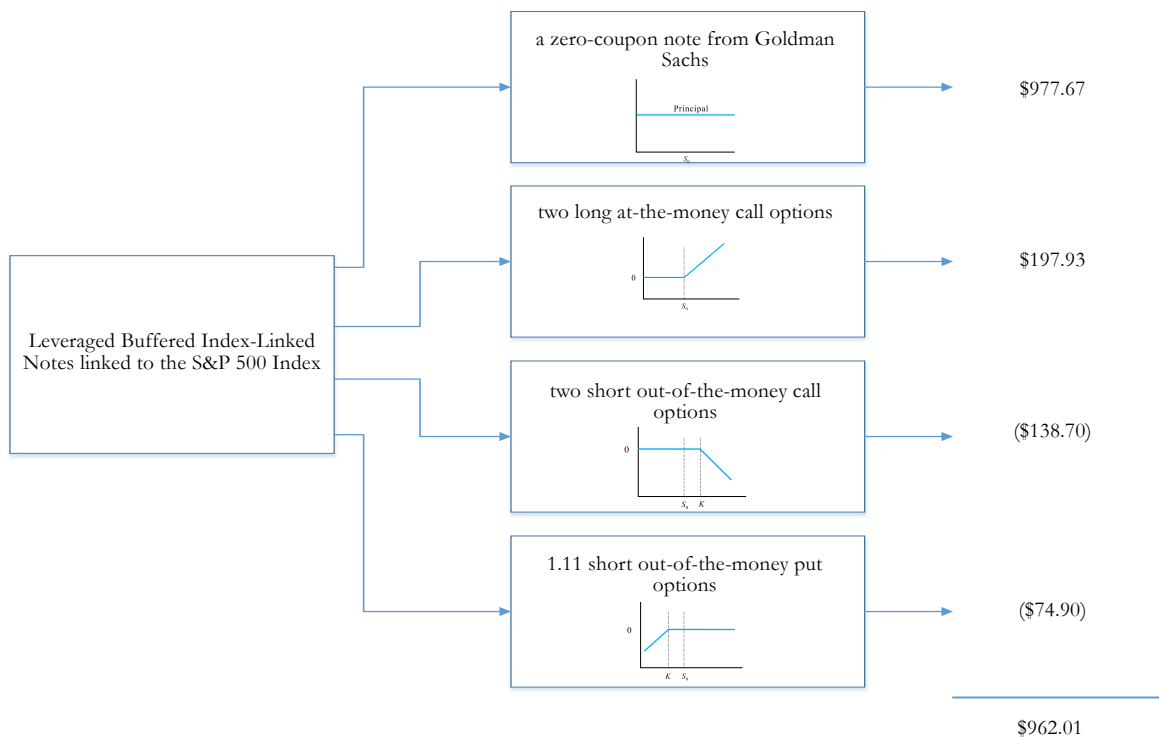 a zero-coupon note from Goldman
Sachs
Principal
S₀
$977.67
two long at-the-money call options
0
S₀
$197.93
Leveraged Buffered Index-Linked
Notes linked to the S&P 500 Index
two short out-of-the-money call
options
0
S₀ K
($138.70)
1.11 short out-of-the-money put
options
0
K S₀
($74.90)
$962.01